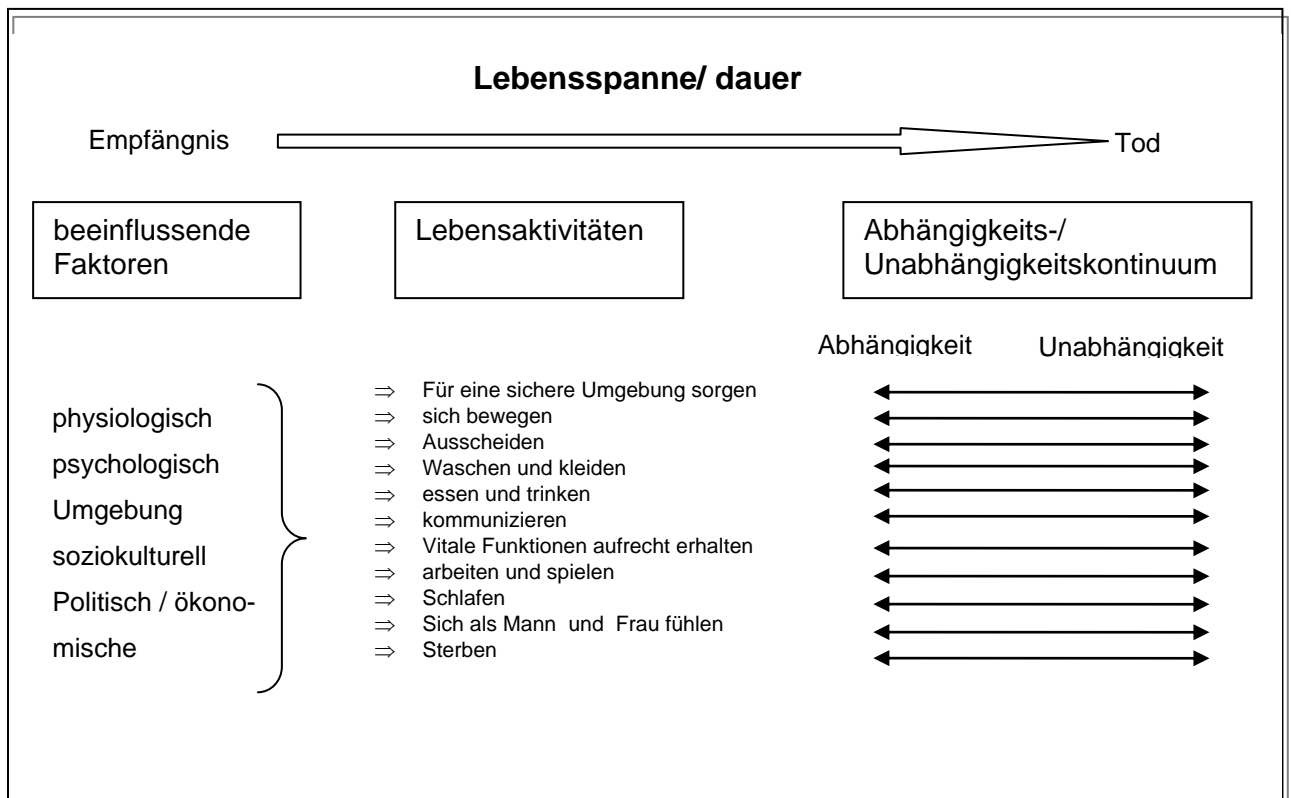 Lebensspanne/ dauer
Empfängnis
Tod
beeinflussende
Faktoren
Lebensaktivitäten
Abhängigkeits-/
Unabhängigkeitskontinuum
Abhängigkeit
Unabhängigkeit
physiologisch
psychologisch
Umgebung
soziokulturell
Politisch / ökono-
mische
⇒ Für eine sichere Umgebung sorgen
⇒ sich bewegen
⇒ Ausscheiden
⇒ Waschen und kleiden
⇒ essen und trinken
⇒ kommunizieren
⇒ Vitale Funktionen aufrecht erhalten
⇒ arbeiten und spielen
⇒ Schlafen
⇒ Sich als Mann und Frau fühlen
⇒ Sterben